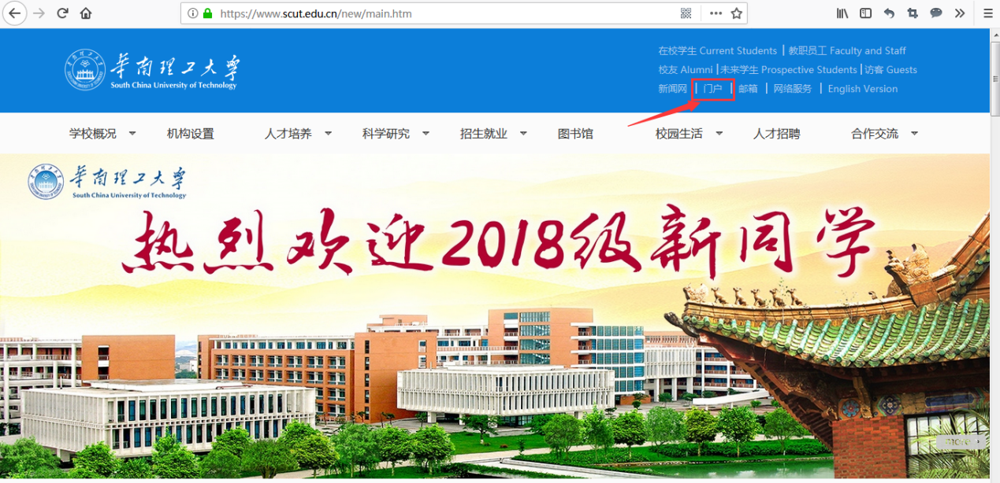 https://www.scut.edu.cn/new/main.htm
华南理工大学
South China University of Technology
在校学生 Current Students | 教职员工 Faculty and Staff
校友 Alumni | 未来学生 Prospective Students | 访客 Guests
新闻网 | 门户 | 邮箱 | 网络服务 | English Version
学校概况 机构设置 人才培养 科学研究 招生就业 图书馆 校园生活 人才招聘 合作交流
华南理工大学
South China University of Technology
热烈欢迎2018级新同学
more